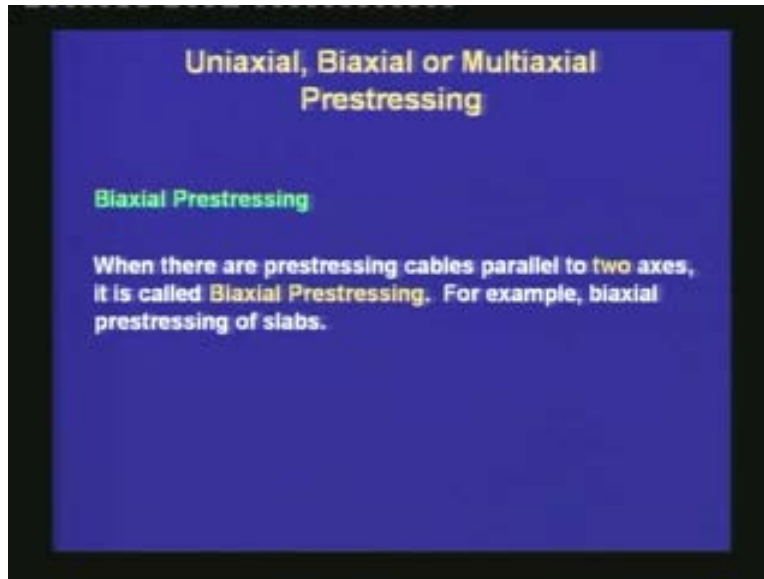 Uniaxial, Biaxial or Multiaxial
Prestressing
Biaxial Prestressing
When there are prestressing cables parallel to two axes,
it is called Biaxial Prestressing. For example, biaxial
prestressing of slabs.